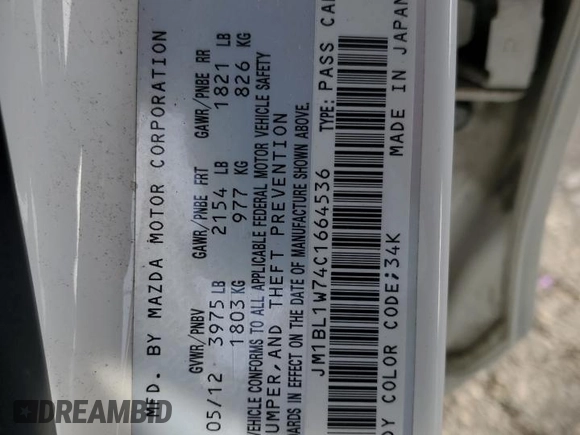 MFD. BY MAZDA MOTOR CORPORATION
GVWR/PNBV GAWR/PNBE FRT GAWR/PNBE RR
05/12 3975 LB 2154 LB 1821 LB
1803 KG 977 KG 826 KG
VEHICLE CONFORMS TO ALL APPLICABLE FEDERAL MOTOR VEHICLE SAFETY
UMPER, AND THEFT PREVENTION
ARDS IN EFFECT ON THE DATE OF MANUFACTURE SHOWN ABOVE.
JM1BL1W74C1664536 TYPE: PASS CAR
DY COLOR CODE;34K MADE IN JAPAN
DREAMBID